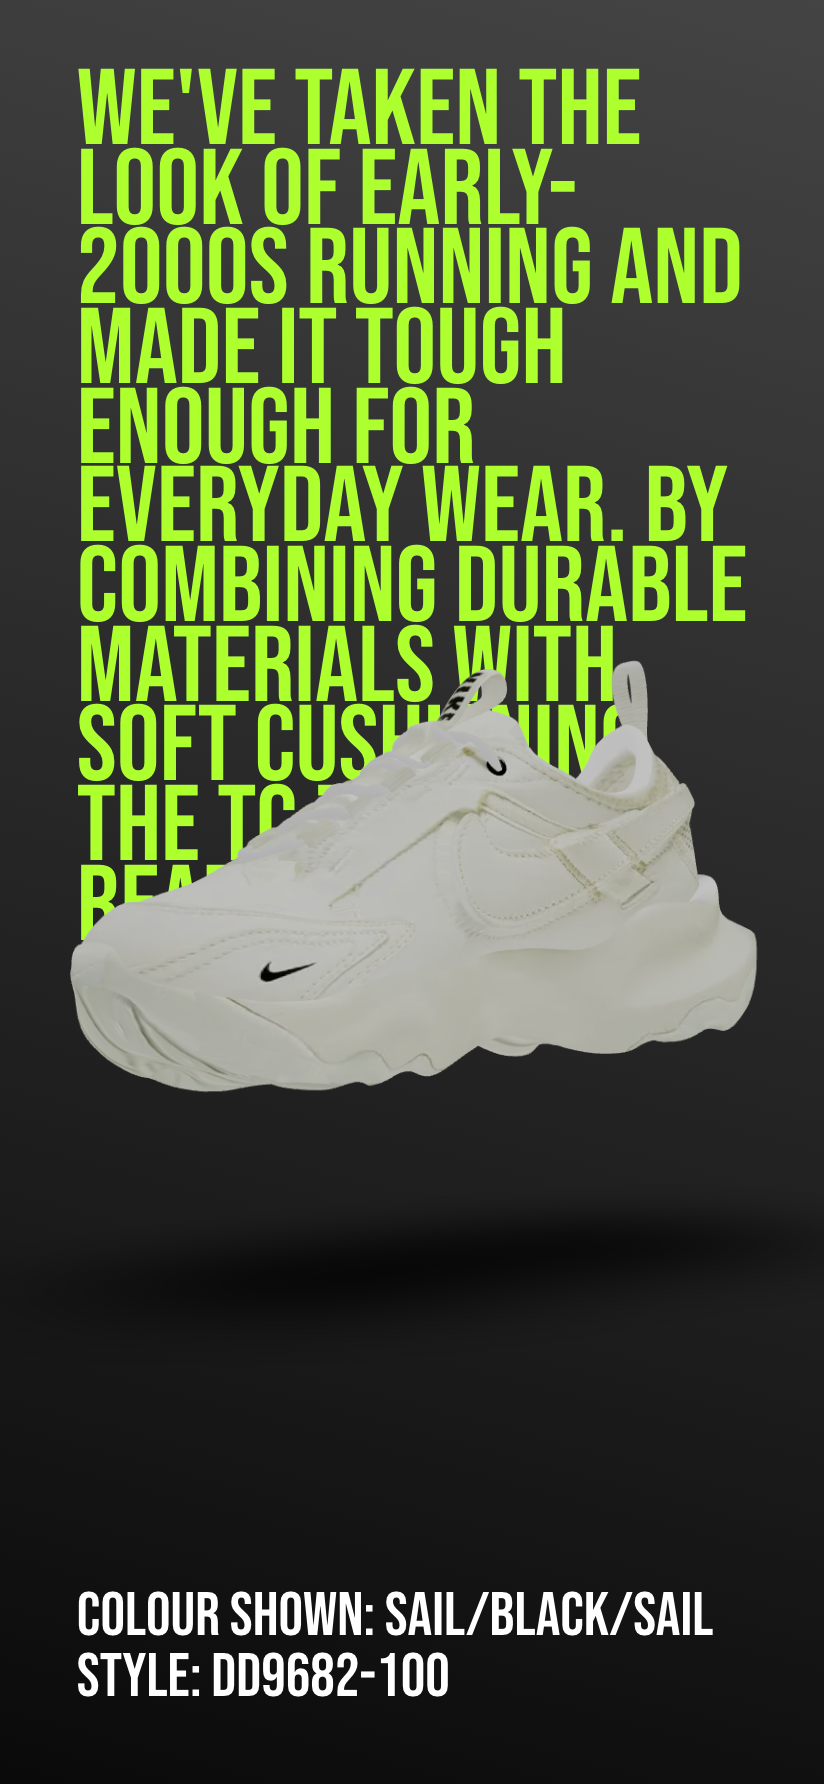 WE'VE TAKEN THE
LOOK OF EARLY-
2000S RUNNING AND
MADE IT TOUGH
ENOUGH FOR
EVERYDAY WEAR. BY
COMBINING DURABLE
MATERIALS WITH
SOFT
THE
COLOUR SHOWN: SAIL/BLACK/SAIL
STYLE: DD9682-100